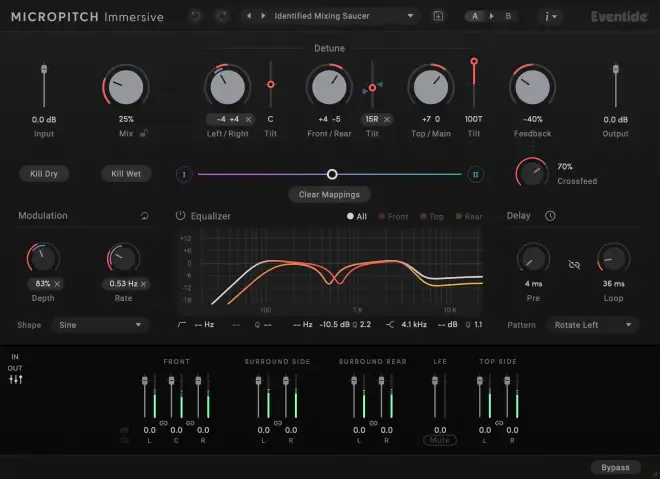 MICROPITCH Immersive
Identified Mixing Saucer
A
B
i
Eventide
Detune
0.0 dB
25%
-4 +4 ×
C
+4 -5
15R ×
+7 0
100T
-40%
0.0 dB
Input
Mix
Left / Right
Tilt
Front / Rear
Tilt
Top / Main
Tilt
Feedback
Output
Kill Dry
Kill Wet
I
II
70%
Crossfeed
Clear Mappings
Modulation
Equalizer
All
Front
Top
Rear
Delay
+12
+6
0
-6
-12
-18
100
1K
10K
83% ×
0.53 Hz ×
Depth
Rate
4 ms
36 ms
Pre
Loop
Shape
Sine
-- Hz
--
Q --
-- Hz
-10.5 dB
Q 2.2
4.1 kHz
-- dB
Q 1.1
Pattern
Rotate Left
IN
OUT
FRONT
SURROUND SIDE
SURROUND REAR
LFE
TOP SIDE
dB
0.0
0.0
0.0
0.0
0.0
0.0
0.0
0.0
0.0
0.0
Ch
L
C
R
L
R
L
R
Mute
L
R
Bypass